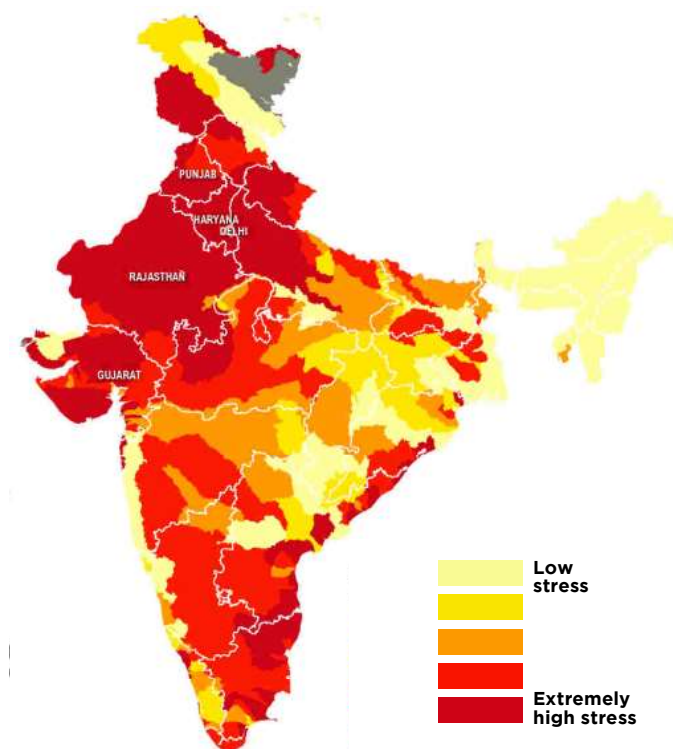 PUNJAB
HARYANA
DELHI
RAJASTHAN
GUJARAT
Low
stress
Extremely
high stress